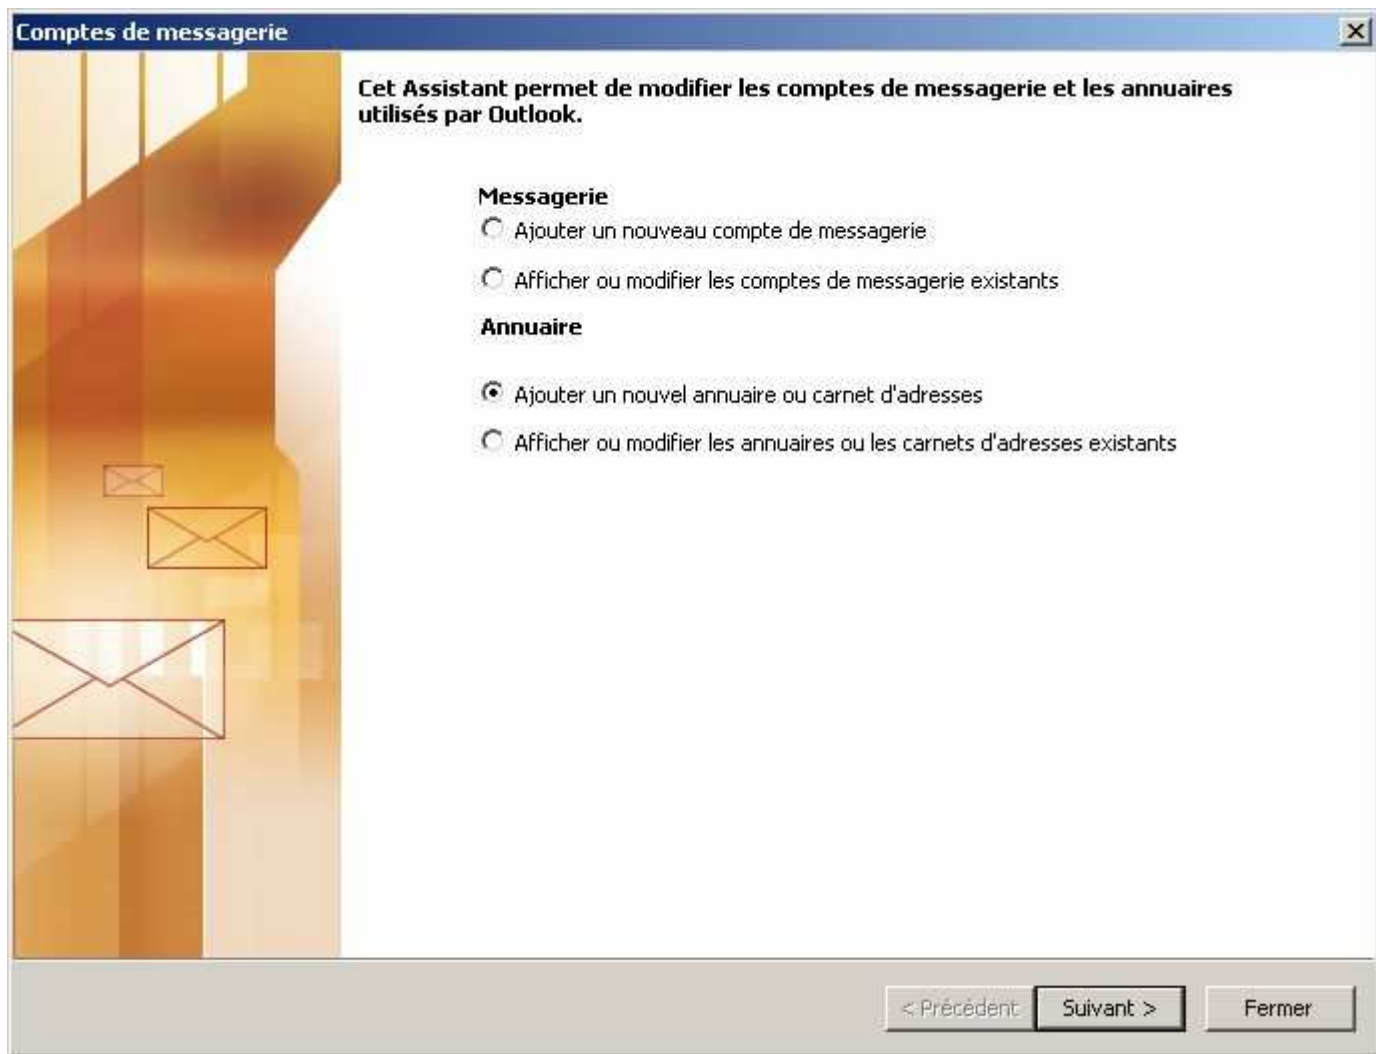 Comptes de messagerie
Cet Assistant permet de modifier les comptes de messagerie et les annuaires
utilisés par Outlook.
Messagerie
Ajouter un nouveau compte de messagerie
Afficher ou modifier les comptes de messagerie existants
Annuaire
Ajouter un nouvel annuaire ou carnet d'adresses
Afficher ou modifier les annuaires ou les carnets d'adresses existants
< Précédent
Suivant >
Fermer